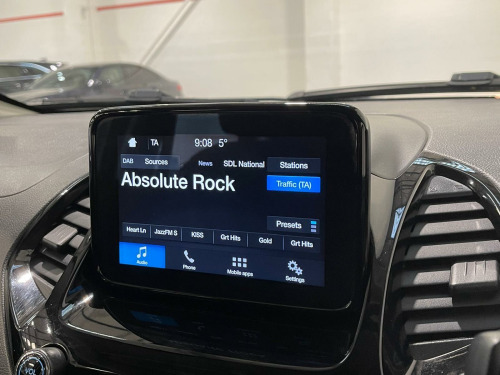 TA 9:08 5°
DAB Sources News SDL National Stations
Absolute Rock
Traffic (TA)
Presets
Heart Ln JazzFM S KISS Grt Hits Gold Grt Hits
Audio Phone Mobile apps Settings
VOL